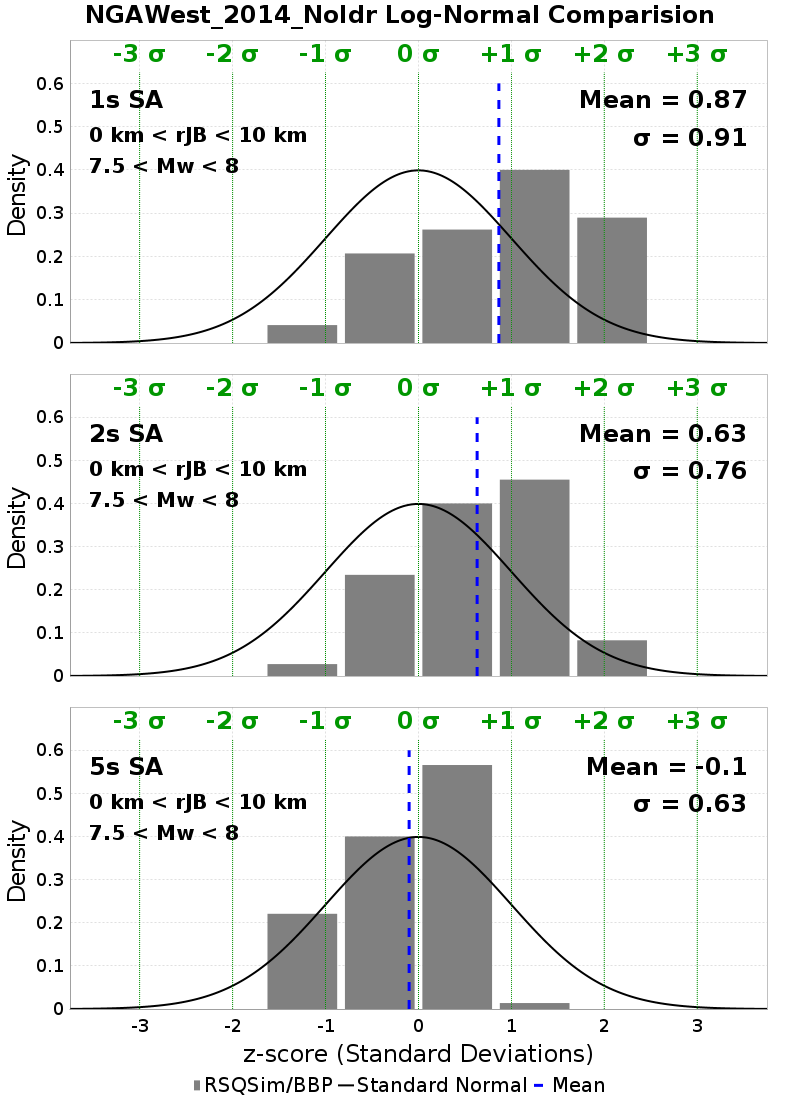 NGAWest_2014_NoIdr Log-Normal Comparision
-3 σ -2 σ -1 σ 0 σ +1 σ +2 σ +3 σ
0.6
1s SA Mean = 0.87
0.5
0 km < rJB < 10 km σ = 0.91
7.5 < Mw < 8
0.4
Density
0.3
0.2
0.1
0
-3 σ -2 σ -1 σ 0 σ +1 σ +2 σ +3 σ
0.6
2s SA Mean = 0.63
0.5
0 km < rJB < 10 km σ = 0.76
7.5 < Mw < 8
0.4
Density
0.3
0.2
0.1
0
-3 σ -2 σ -1 σ 0 σ +1 σ +2 σ +3 σ
0.6
5s SA Mean = -0.1
0.5
0 km < rJB < 10 km σ = 0.63
7.5 < Mw < 8
0.4
Density
0.3
0.2
0.1
0
-3 -2 -1 0 1 2 3
z-score (Standard Deviations)
RSQSim/BBP Standard Normal Mean